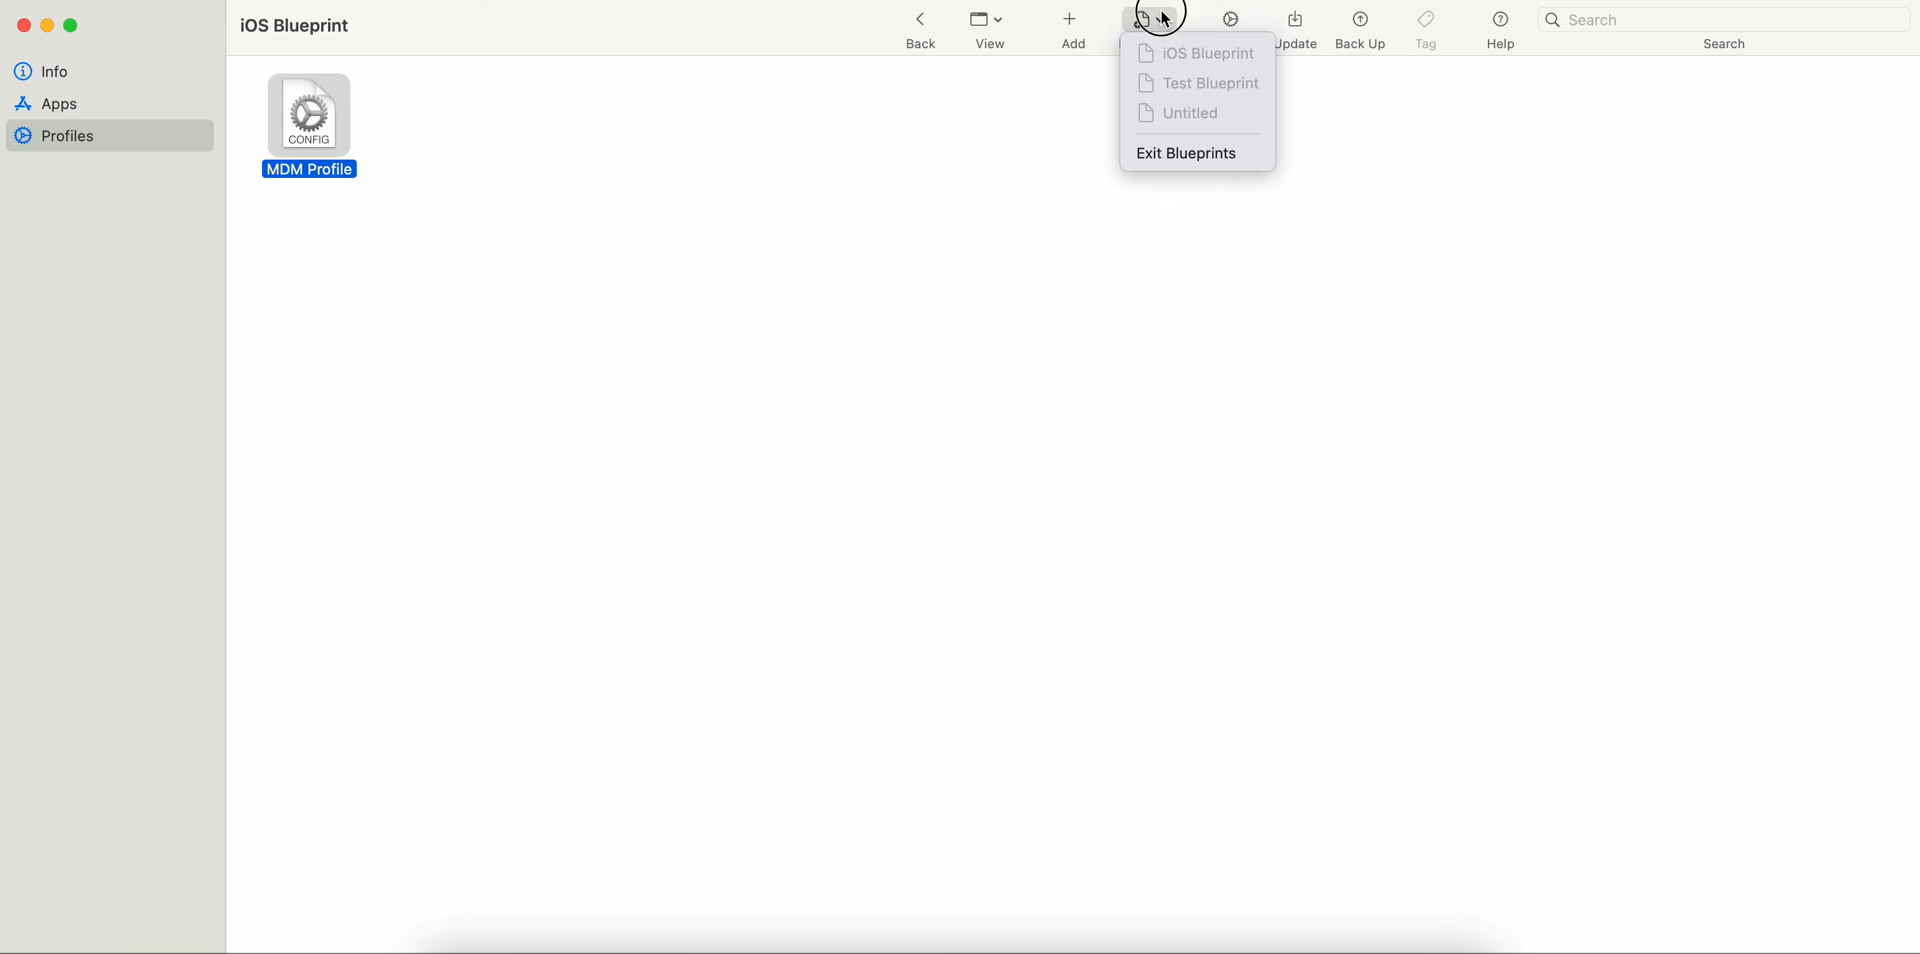 iOS Blueprint
Back
View
Add
Update
Back Up
Tag
Help
Search
Search
Info
Apps
Profiles
CONFIG
MDM Profile
iOS Blueprint
Test Blueprint
Untitled
Exit Blueprints